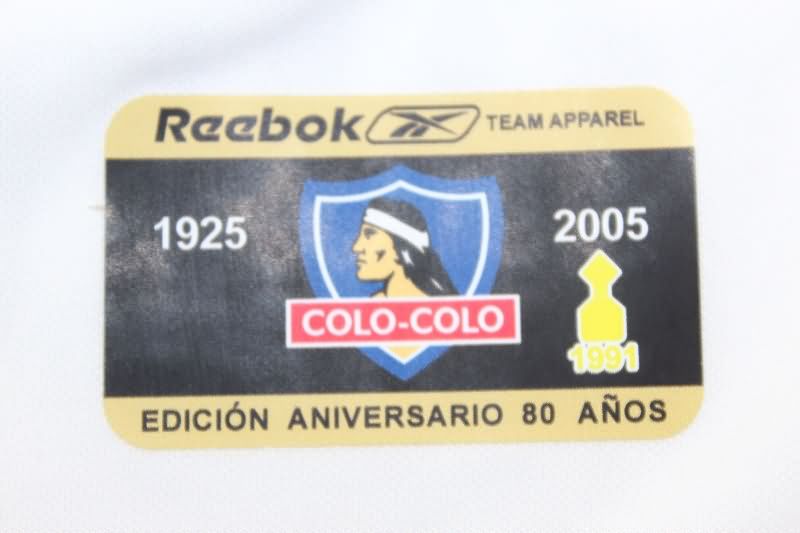 Reebok TEAM APPAREL
1925
2005
COLO-COLO
1991
EDICIÓN ANIVERSARIO 80 AÑOS